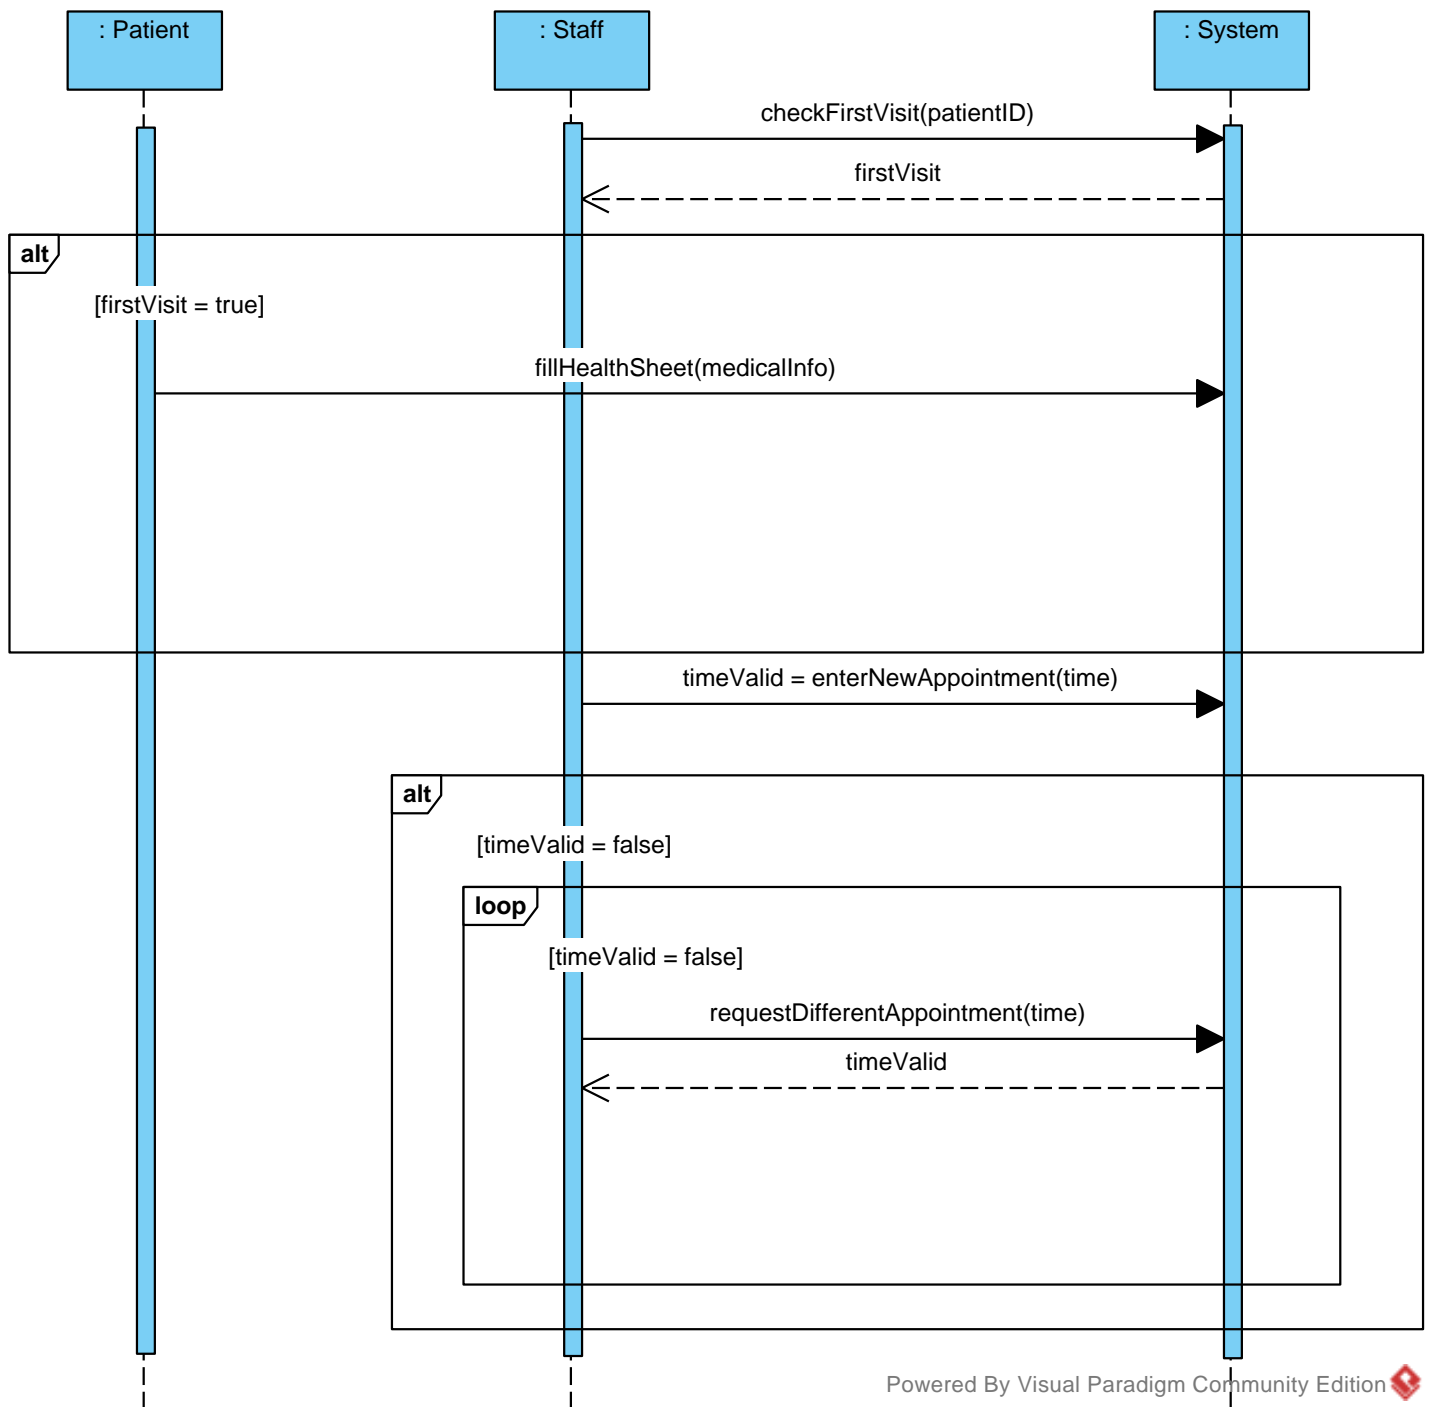 : Patient
: Staff
: System
checkFirstVisit(patientID)
firstVisit
alt
[firstVisit = true]
fillHealthSheet(medicalInfo)
timeValid = enterNewAppointment(time)
alt
[timeValid = false]
loop
[timeValid = false]
requestDifferentAppointment(time)
timeValid
Powered By Visual Paradigm Community Edition